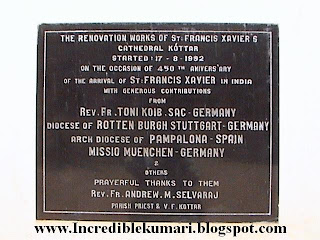 THE RENOVATION WORKS OF ST: FRANCIS XAVIER'S
CATHEDRAL KOTTAR
STARTED: 17 - 8 - 1992
ON THE OCCASION OF 450TH ANIVERS'ARY
OF THE ARRIVAL OF ST: FRANCIS XAVIER IN INDIA
WITH GENEROUS CONTRIBUTIONS
FROM
REV. FR. TONI KOIB. SAC - GERMANY
DIOCESE OF ROTTEN BURGH STUTTGART - GERMANY
ARCH DIOCESE OF PAMPALONA - SPAIN
MISSIO MUENCHEN - GERMANY
&
OTHERS
PRAYERFUL THANKS TO THEM
REV. FR. ANDREW. M. SELVARAJ
PARISH PRIEST & V. F. KOTTAR
www.Incrediblekumari.blogspot.com